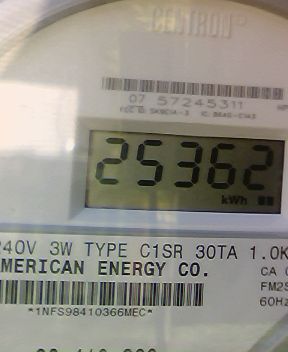 CENTRON®
07 57245311
25362
kWh
240V 3W TYPE C1SR 30TA 1.0K
AMERICAN ENERGY CO.
CA
FM2S
60Hz
*1NFS98410366MEC*